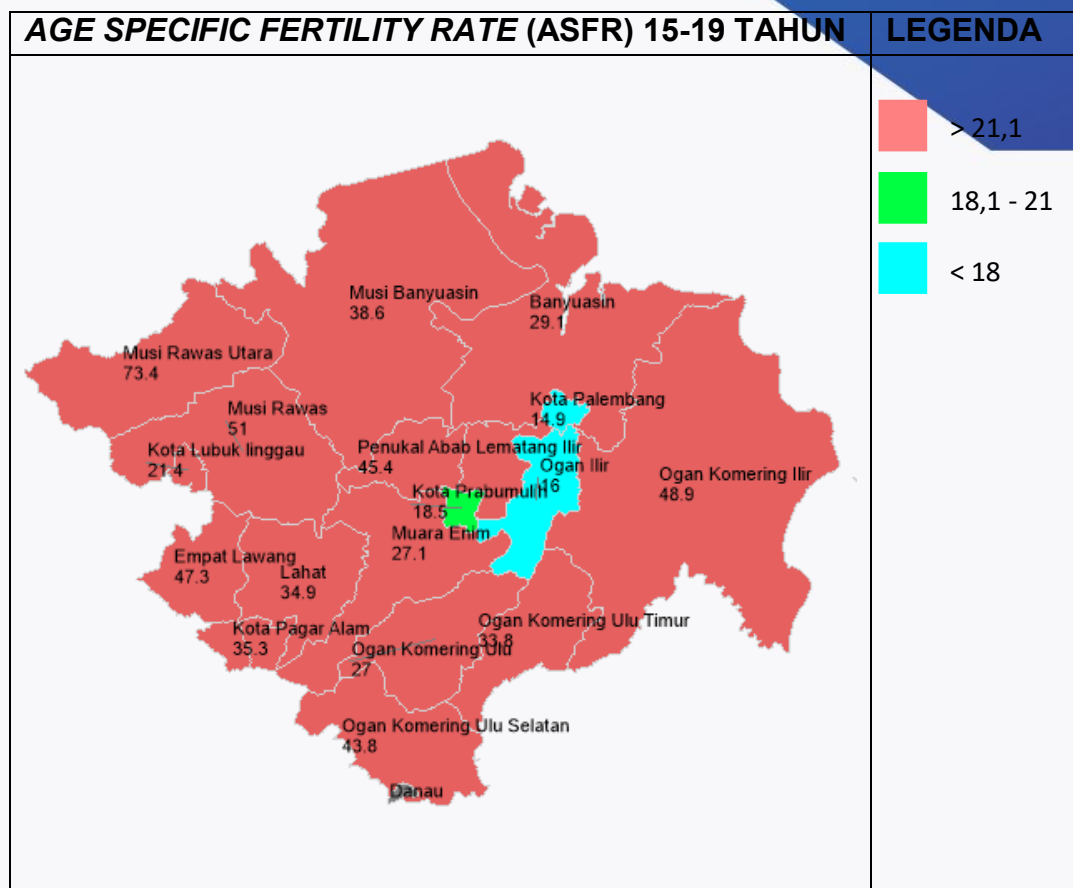 AGE SPECIFIC FERTILITY RATE (ASFR) 15-19 TAHUN
LEGENDA
> 21,1
18,1 - 21
< 18
Musi Banyuasin
38.6
Banyuasin
29.1
Musi Rawas Utara
73.4
Kota Palembang
14.9
Musi Rawas
51
Kota Lubuk linggau
21.4
Penukal Abab Lematang Ilir
45.4
Ogan Ilir
16
Ogan Komering Ilir
48.9
Kota Prabumulih
18.5
Muara Enim
27.1
Empat Lawang
47.3
Lahat
34.9
Kota Pagar Alam
35.3
Ogan Komering Ulu Timur
33.8
Ogan Komering Ulu
27
Ogan Komering Ulu Selatan
43.8
Danau